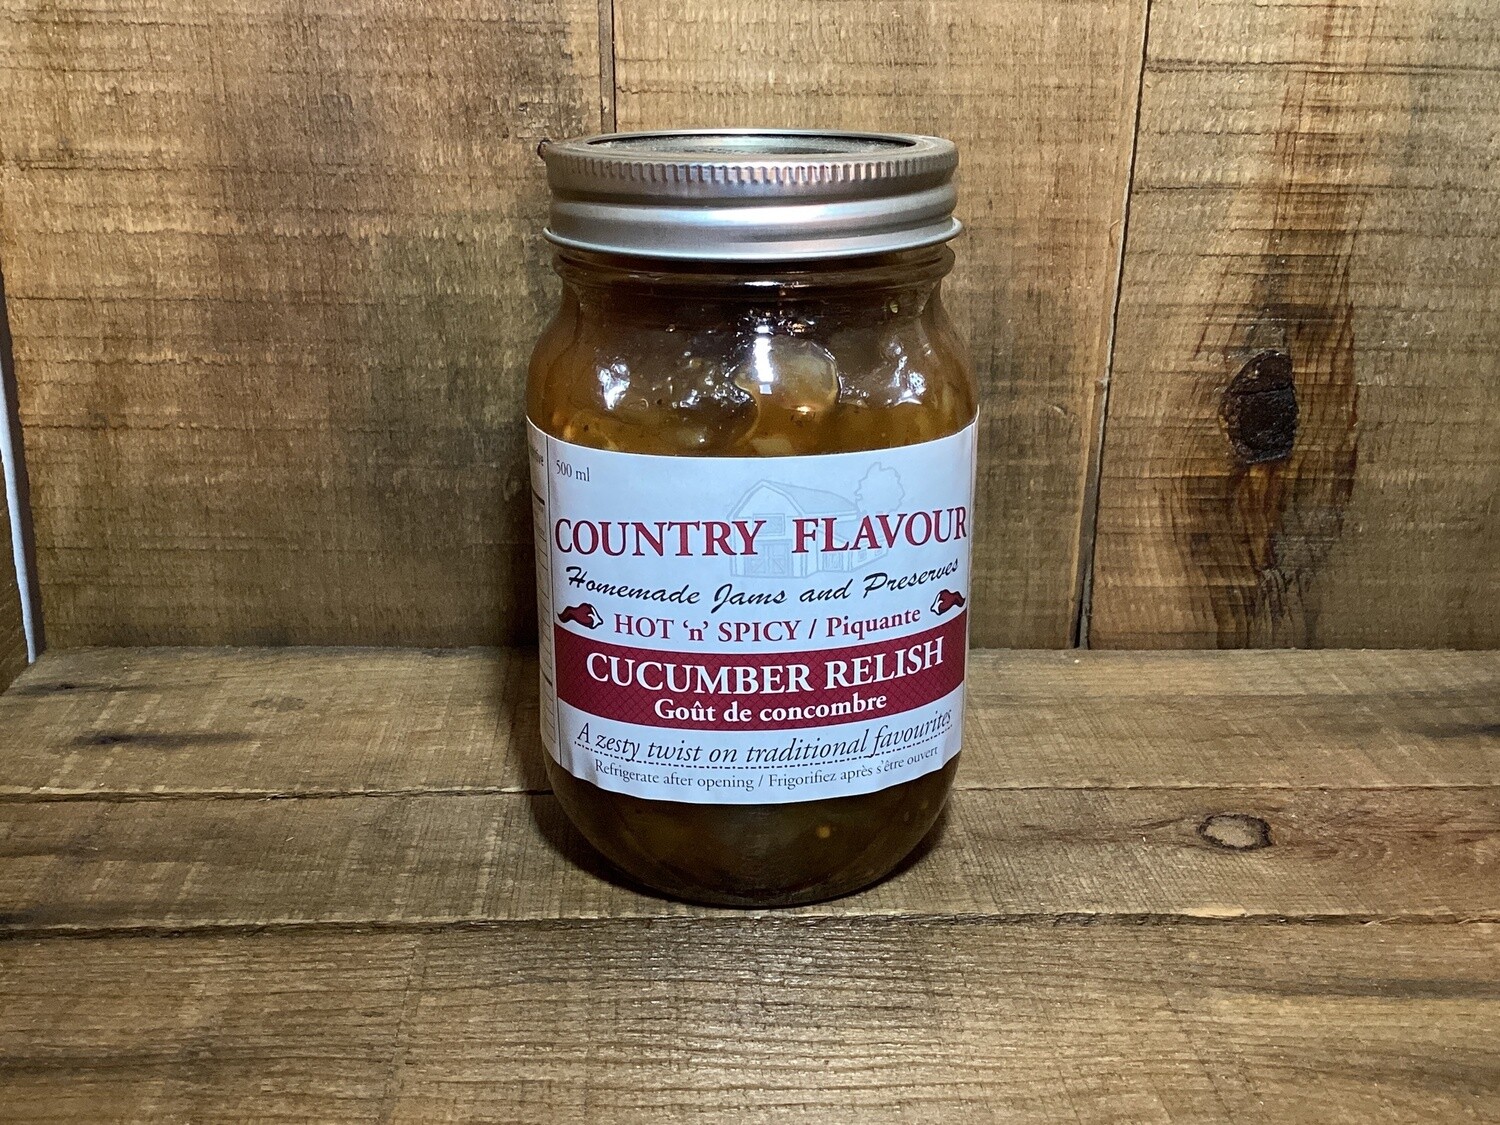 500 ml
COUNTRY FLAVOUR
Homemade Jams and Preserves
HOT ‘n’ SPICY / Piquante
CUCUMBER RELISH
Goût de concombre
A zesty twist on traditional favourites
Refrigerate after opening / Frigorifiez après s'être ouvert